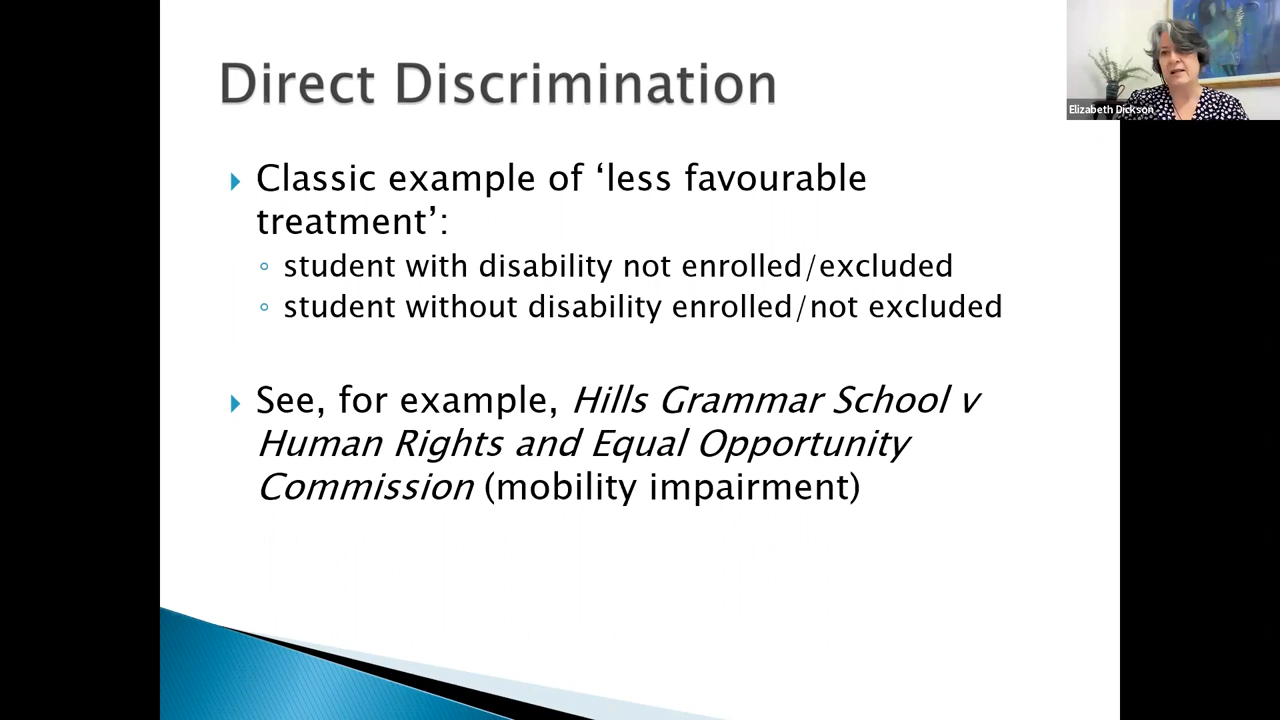 Direct Discrimination
Classic example of ‘less favourable
treatment’:
student with disability not enrolled/excluded
student without disability enrolled/not excluded
See, for example, Hills Grammar School v
Human Rights and Equal Opportunity
Commission (mobility impairment)
Elizabeth Dickson